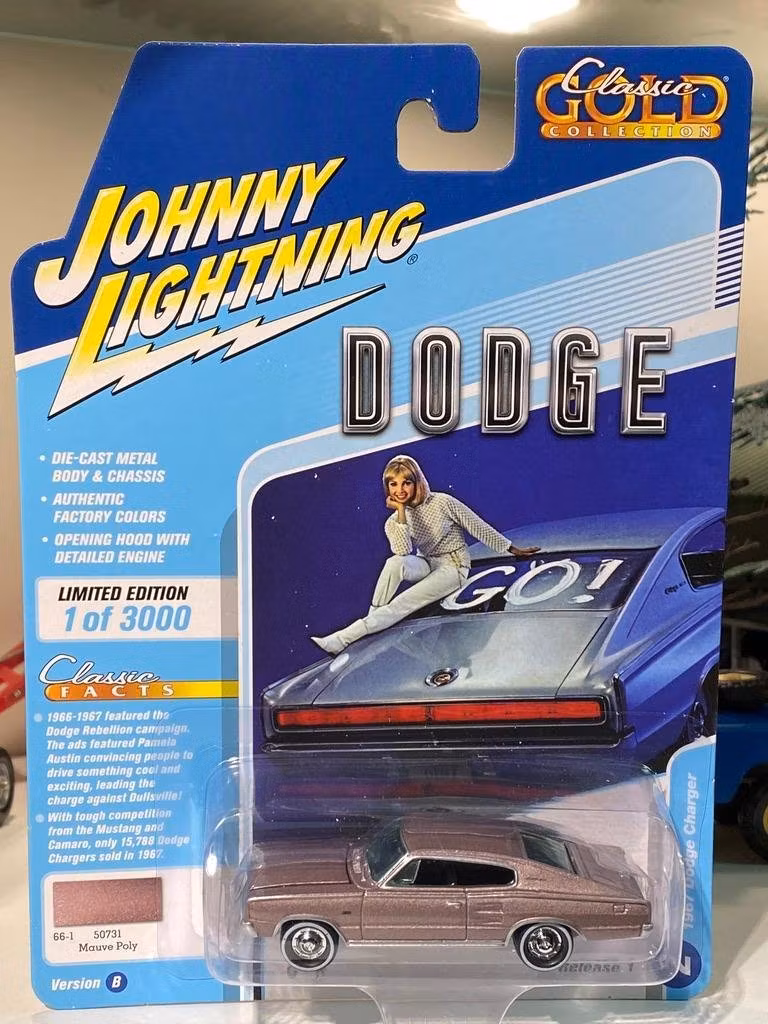 Classic
GOLD®
COLLECTION
JOHNNY
LIGHTNING®
DODGE
• DIE-CAST METAL
BODY & CHASSIS
• AUTHENTIC
FACTORY COLORS
• OPENING HOOD WITH
DETAILED ENGINE
LIMITED EDITION
1 of 3000
GO!
Classic
FACTS
• 1966-1967 featured the
Dodge Rebellion campaign.
The ads featured Pamela
Austin convincing people to
drive something cool and
exciting, leading the
charge against Dullsville!
• With tough competition
from the Mustang and
Camaro, only 15,788 Dodge
Chargers sold in 1967.
66-1 50731
Mauve Poly
Version B
1967 Dodge Charger
Release 1
2